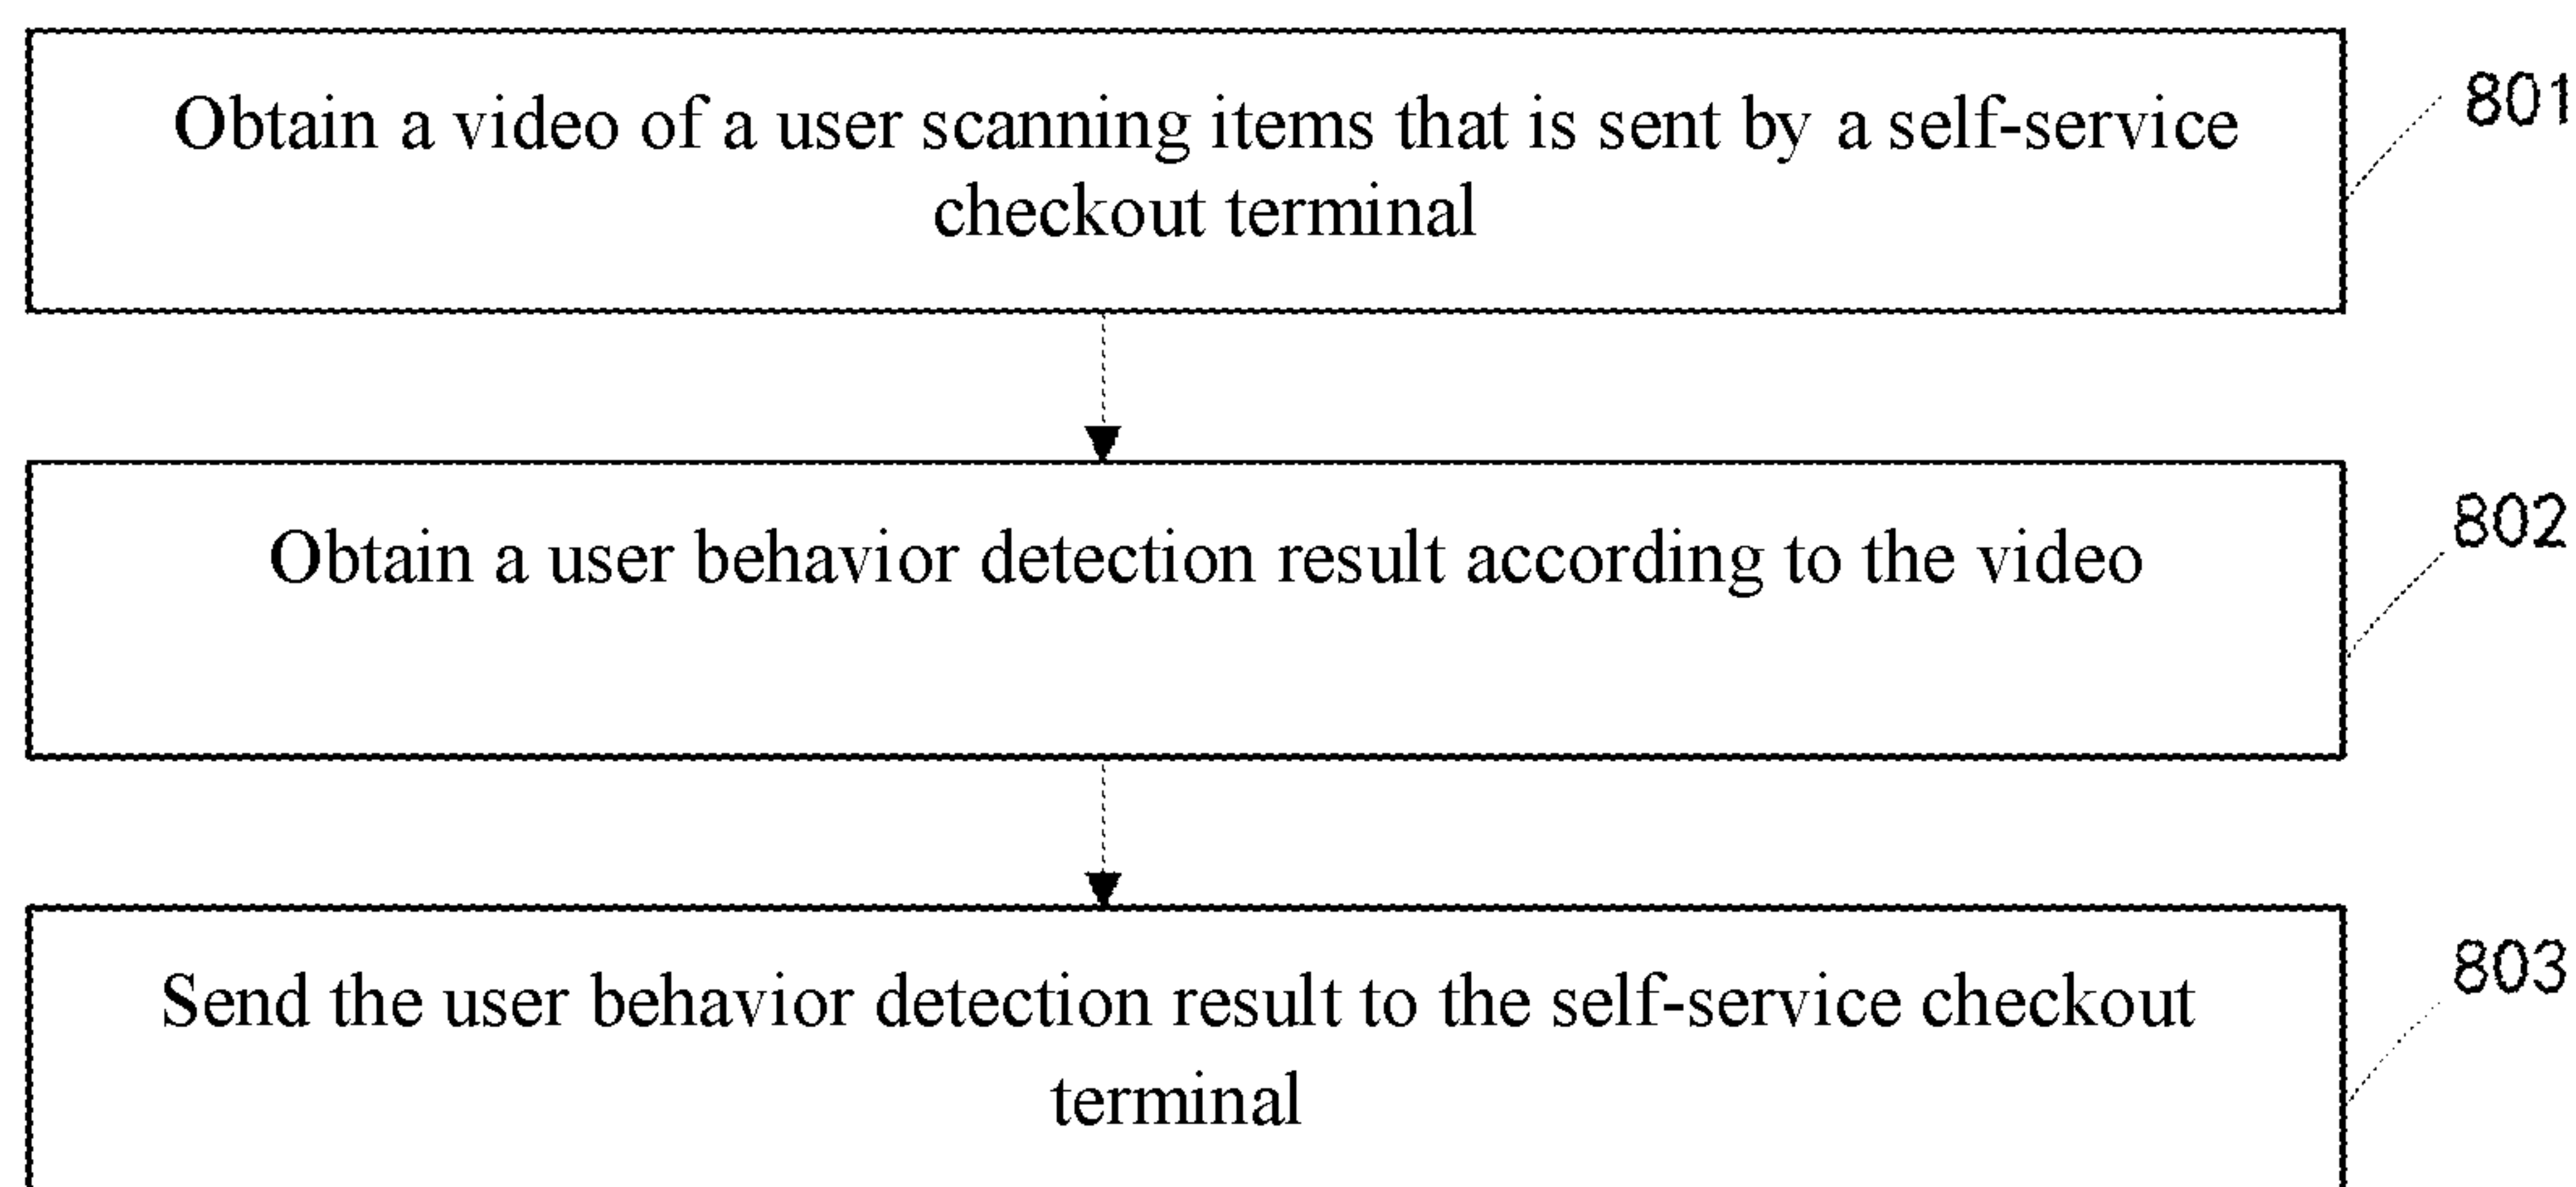 Obtain a video of a user scanning items that is sent by a self-service
checkout terminal
801
Obtain a user behavior detection result according to the video
802
Send the user behavior detection result to the self-service checkout
terminal
803